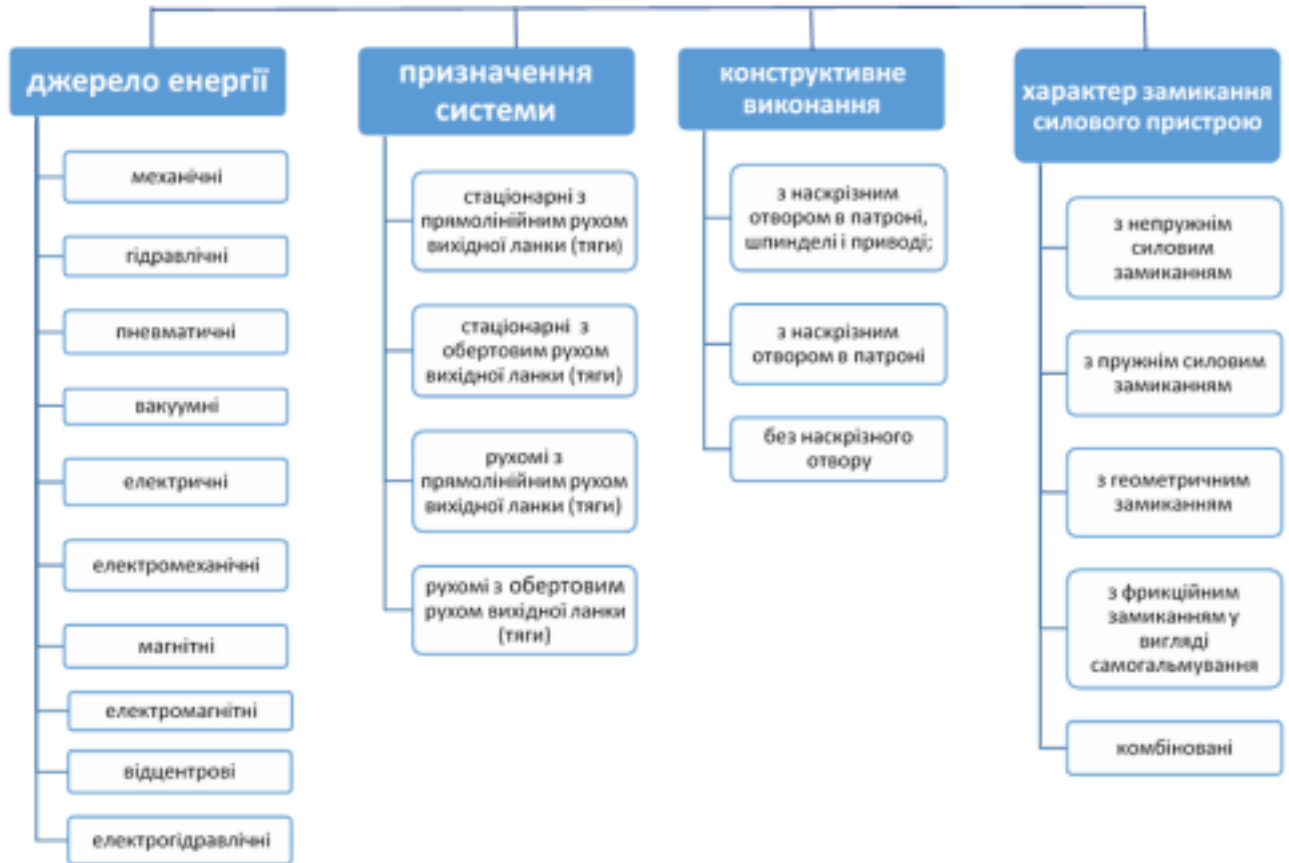 джерело енергії
механічні
гідравлічні
пневматичні
вакуумні
електричні
електромеханічні
магнітні
електромагнітні
відцентрові
електрогідравлічні
призначення
системи
стаціонарні з
прямолінійним рухом
вихідної ланки (тяги)
стаціонарні з
обертовим рухом
вихідної ланки (тяги)
рухомі з
прямолінійним рухом
вихідної ланки (тяги)
рухомі з обертовим
рухом вихідної ланки
(тяги)
конструктивне
виконання
з наскрізним
отвором в патроні,
шпинделі і приводі;
з наскрізним
отвором в патроні
без наскрізного
отвору
характер замикання
силового пристрою
з непружнім
силовим
замиканням
з пружнім силовим
замиканням
з геометричним
замиканням
з фрикційним
замиканням у
вигляді
самогальмування
комбіновані